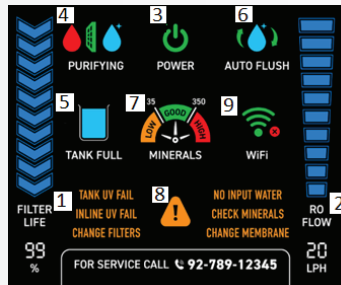 4 3 6
PURIFYING POWER AUTO FLUSH
5 7 9
35 350
LOW GOOD HIGH
TANK FULL MINERALS WiFi
1 8 2
TANK UV FAIL NO INPUT WATER
INLINE UV FAIL CHECK MINERALS
CHANGE FILTERS CHANGE MEMBRANE
FILTER LIFE RO FLOW
99 % 20 LPH
FOR SERVICE CALL 92-789-12345